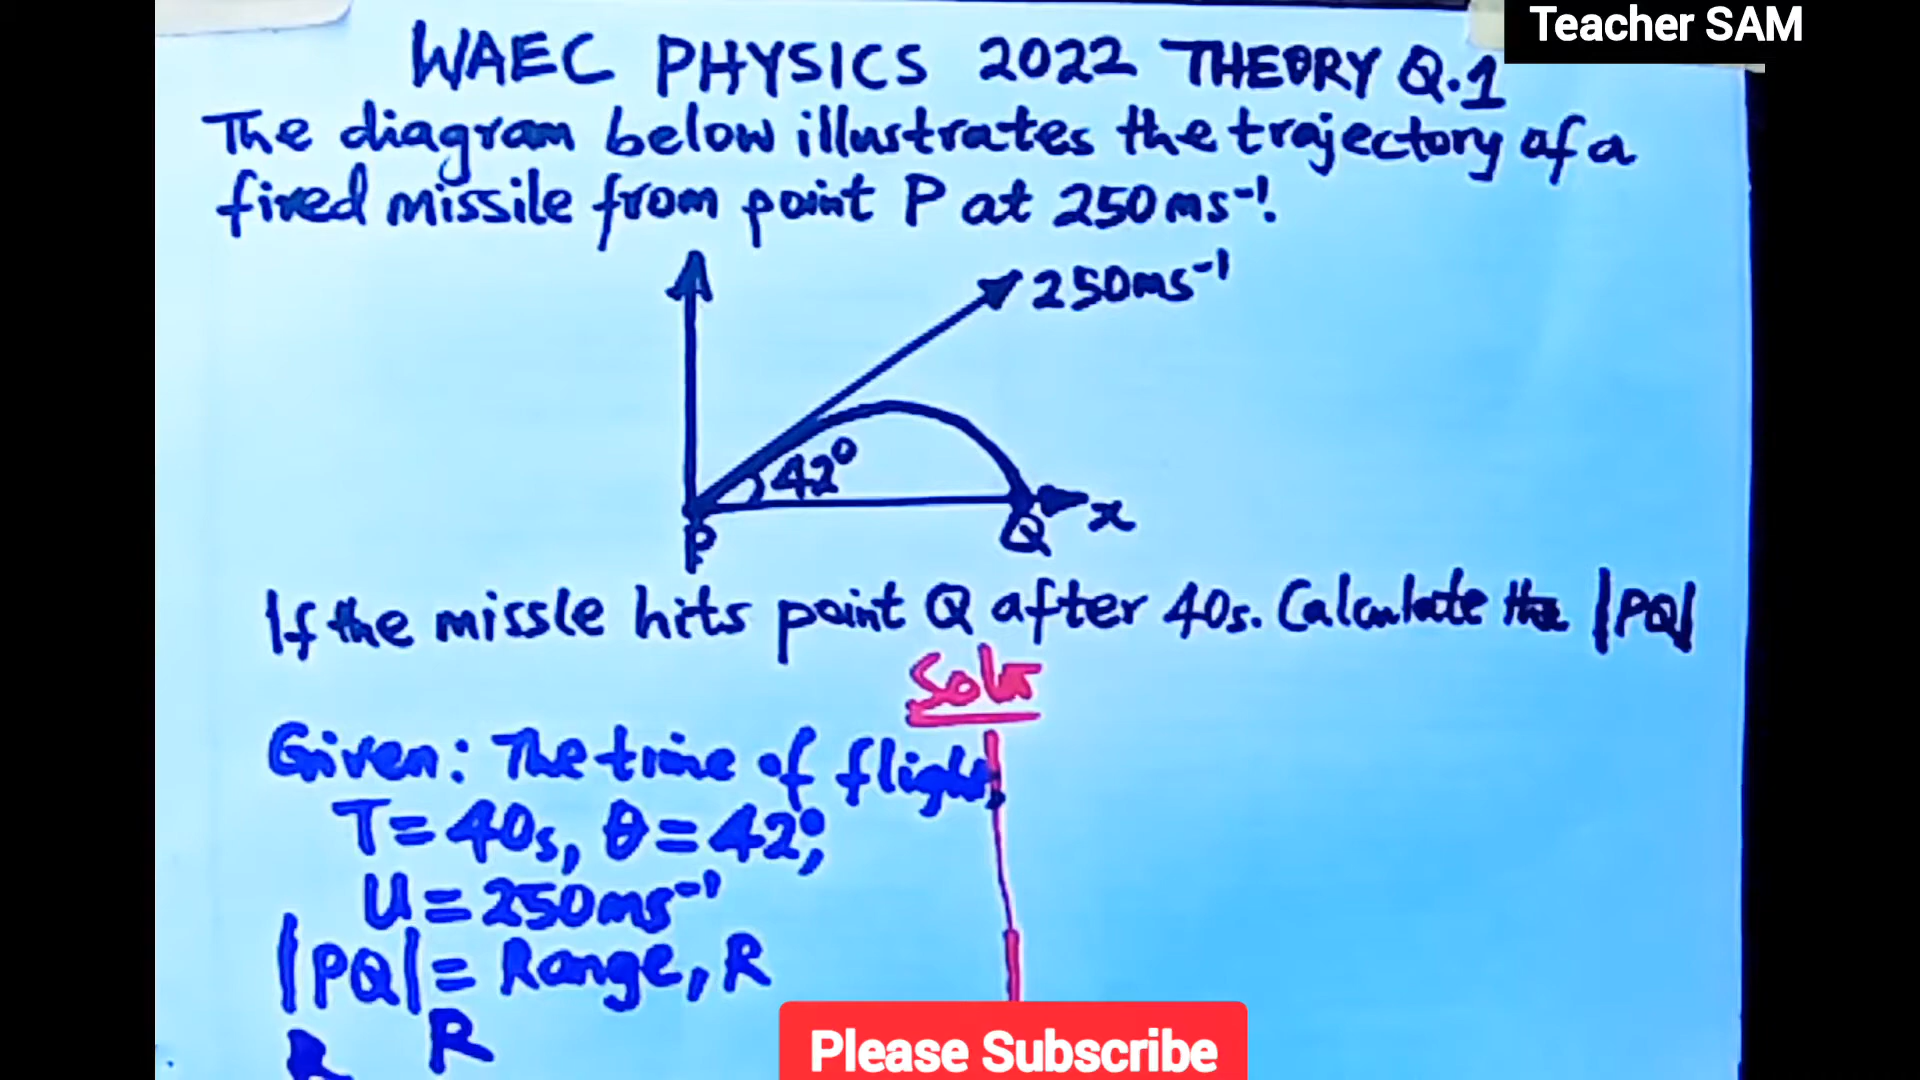 Teacher SAM
WAEC PHYSICS 2022 THEORY Q.1
The diagram below illustrates the trajectory of a
fired missile from point P at 250ms⁻¹.
250ms⁻¹
42°
P
Q
x
If the missle hits point Q after 40s. Calculate the |PQ|
Soln
Given: The time of flight,
T = 40s, θ = 42°,
U = 250ms⁻¹
|PQ| = Range, R
R R
Please Subscribe